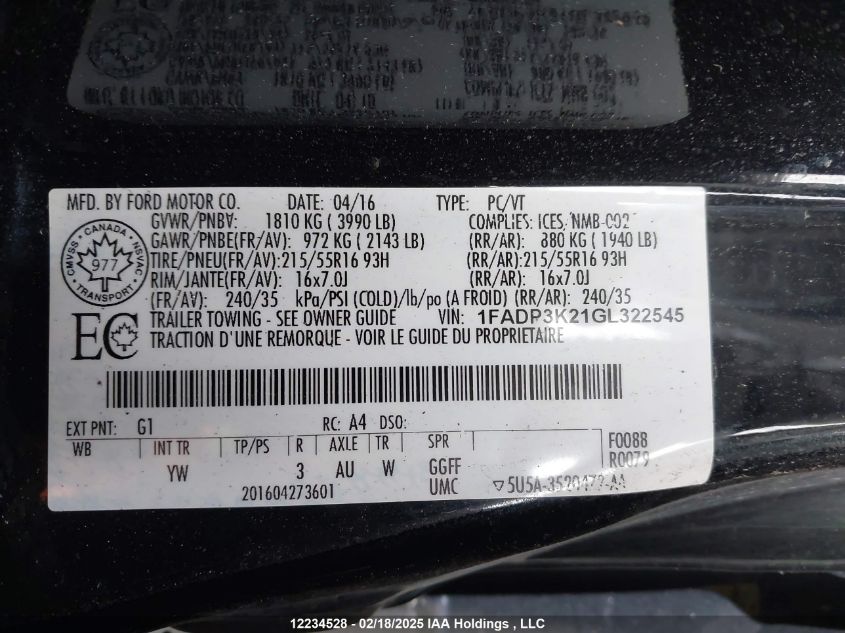 MFD. BY FORD MOTOR CO. DATE: 04/16 TYPE: PC/VT
GVWR/PNBV: 1810 KG ( 3990 LB) COMPLIES: ICES/NMB-002
GAWR/PNBE(FR/AV): 972 KG ( 2143 LB) (RR/AR): 880 KG ( 1940 LB)
TIRE/PNEU(FR/AV): 215/55R16 93H (RR/AR): 215/55R16 93H
RIM/JANTE(FR/AV): 16x7.0J (RR/AR): 16x7.0J
(FR/AV): 240/35 kPa/PSI (COLD)/lb/po (A FROID) (RR/AR): 240/35
TRAILER TOWING - SEE OWNER GUIDE VIN: 1FADP3K21GL322545
TRACTION D'UNE REMORQUE - VOIR LE GUIDE DU PROPRIETAIRE
CANADA
CMVSS 977 NSVAC
TRANSPORT
EC
EXT PNT: G1 RC: A4 DSO:
WB INT TR TP/PS R AXLE TR SPR F008B
YW 3 AU W GGFF R0079
201604273601 UMC
12234528 - 02/18/2025 IAA Holdings , LLC